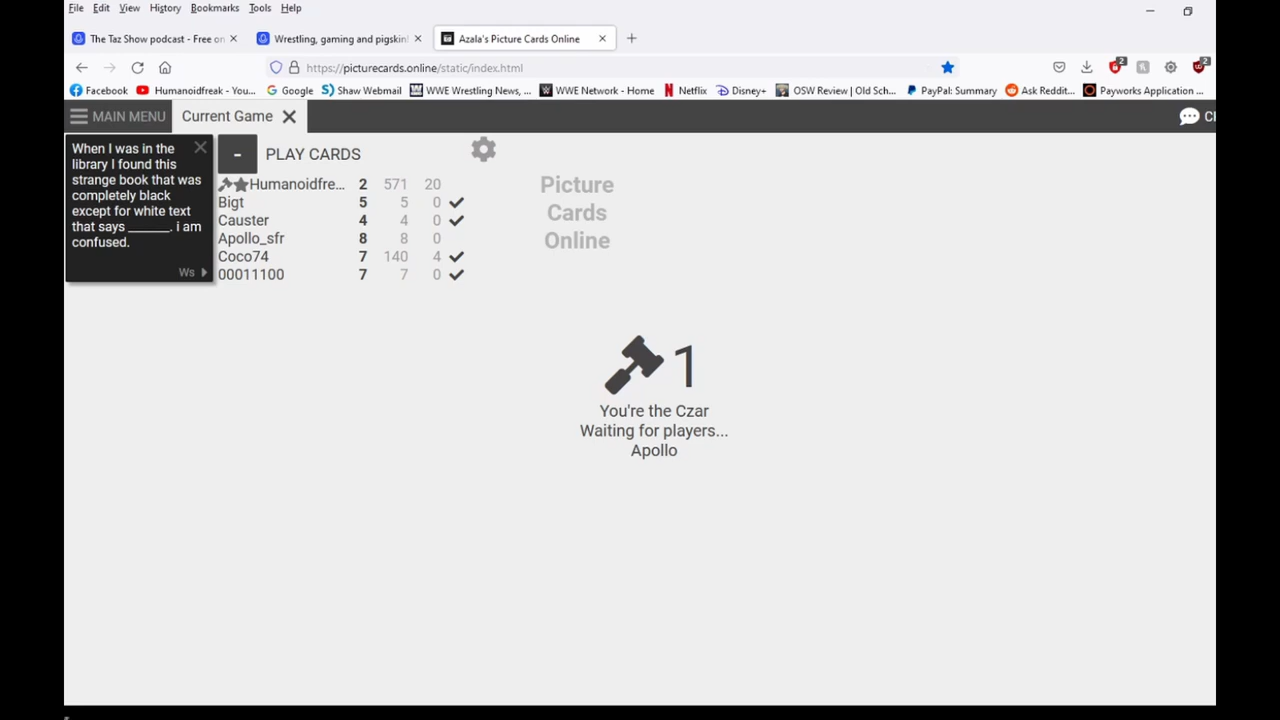 File Edit View History Bookmarks Tools Help
The Taz Show podcast - Free on
Wrestling, gaming and pigskin!
Azala's Picture Cards Online
https://picturecards.online/static/index.html
2
2
Facebook
Humanoidfreak - You...
Google
Shaw Webmail
WWE Wrestling News, ...
WWE Network - Home
Netflix
Disney+
OSW Review | Old Sch...
PayPal: Summary
Ask Reddit...
Payworks Application ...
MAIN MENU
Current Game
When I was in the
library I found this
strange book that was
completely black
except for white text
that says ______. i am
confused.
Ws
-
PLAY CARDS
Humanoidfre... 2 571 20
Bigt 5 5 0
Causter 4 4 0
Apollo_sfr 8 8 0
Coco74 7 140 4
00011100 7 7 0
Picture
Cards
Online
1
You're the Czar
Waiting for players...
Apollo